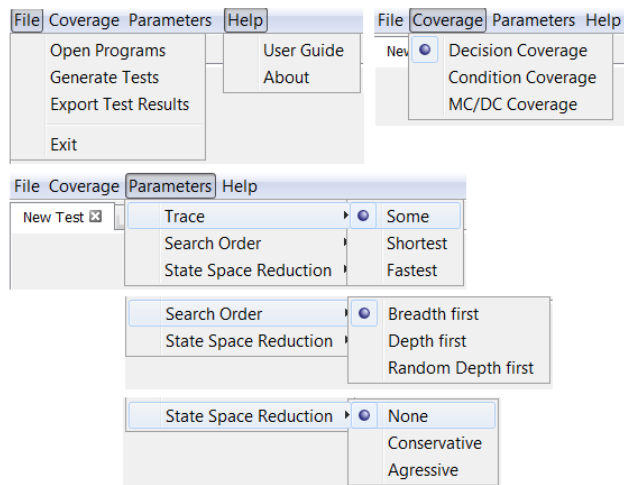 File Coverage Parameters Help
Open Programs
Generate Tests
Export Test Results
Exit
User Guide
About
File Coverage Parameters Help
New
Decision Coverage
Condition Coverage
MC/DC Coverage
File Coverage Parameters Help
New Test
Trace
Search Order
State Space Reduction
Some
Shortest
Fastest
Search Order
State Space Reduction
Breadth first
Depth first
Random Depth first
State Space Reduction
None
Conservative
Agressive